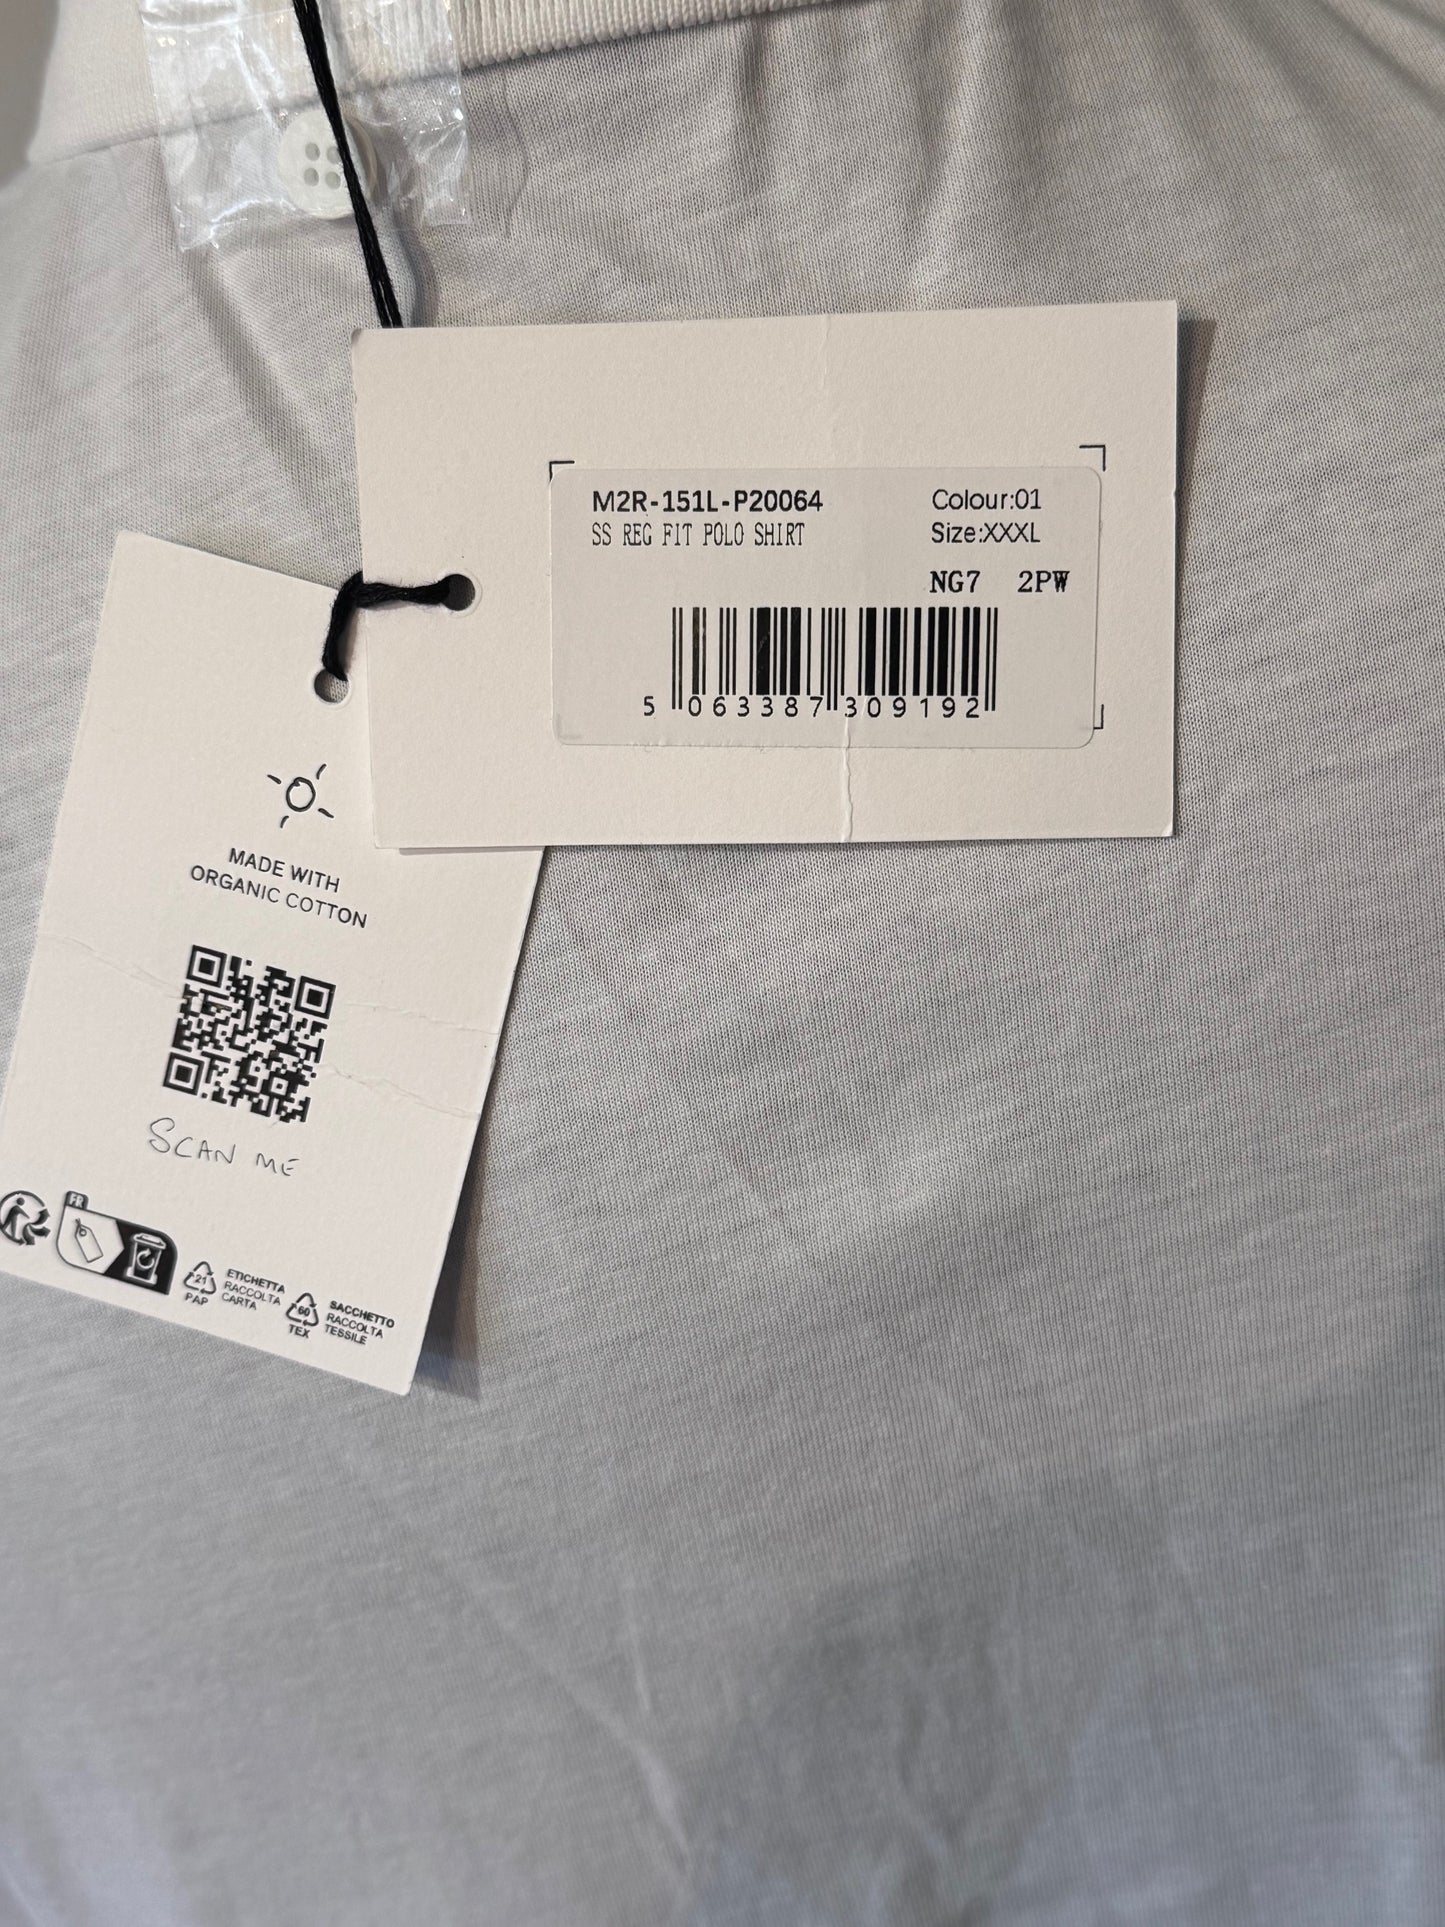 M2R-151L-P20064
SS REG FIT POLO SHIRT
Colour:01
Size:XXXL
NG7 2PW
5 063387 309192
MADE WITH
ORGANIC COTTON
SCAN ME
FR
21
PAP
ETICHETTA
RACCOLTA
CARTA
60
TEX
SACCHETTO
RACCOLTA
TESSILE